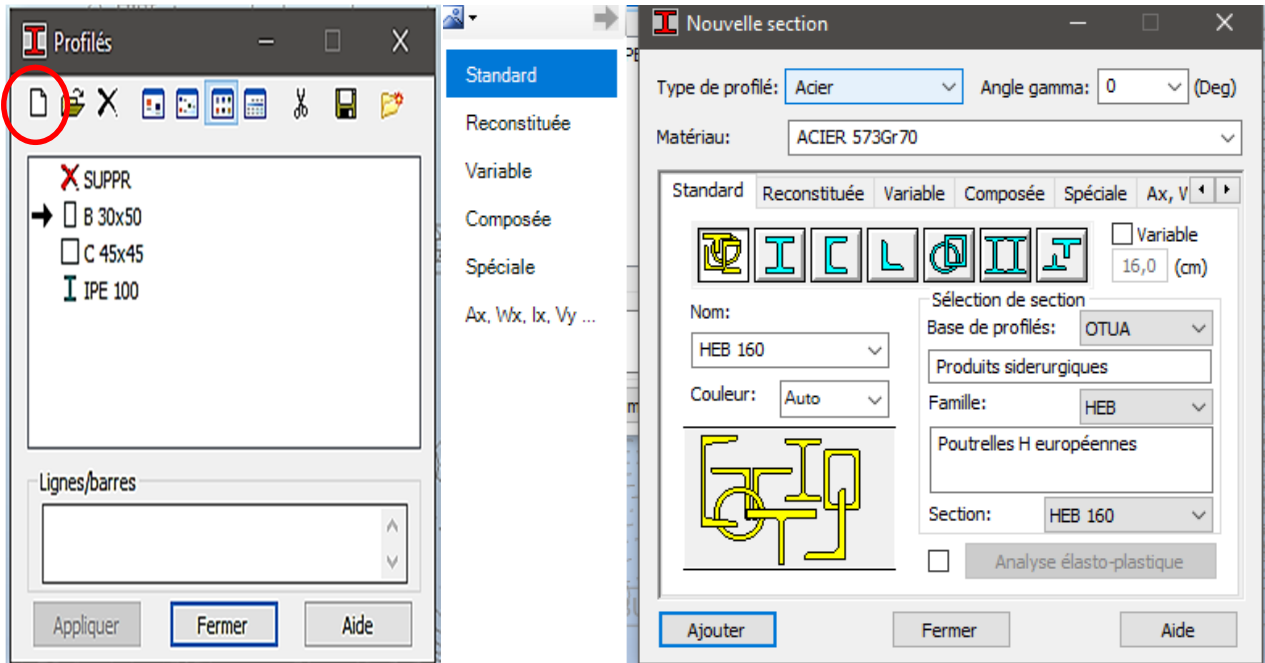 Profilés
SUPPR
B 30x50
C 45x45
IPE 100
Lignes/barres
Appliquer
Fermer
Aide
Standard
Reconstituée
Variable
Composée
Spéciale
Ax, Wx, Ix, Vy ...
Nouvelle section
Type de profilé: Acier Angle gamma: 0 (Deg)
Matériau: ACIER 573Gr70
Standard Reconstituée Variable Composée Spéciale Ax, V
Variable
16,0 (cm)
Nom:
HEB 160
Couleur: Auto
Sélection de section
Base de profilés: OTUA
Produits siderurgiques
Famille: HEB
Poutrelles H européennes
Section: HEB 160
Analyse élasto-plastique
Ajouter
Fermer
Aide